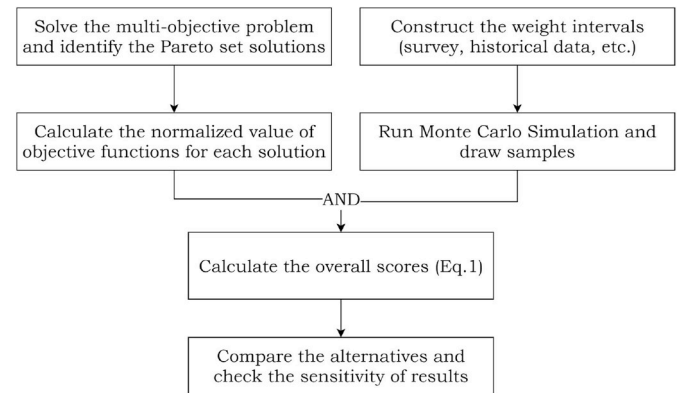 Solve the multi-objective problem
and identify the Pareto set solutions
Construct the weight intervals
(survey, historical data, etc.)
Calculate the normalized value of
objective functions for each solution
Run Monte Carlo Simulation and
draw samples
AND
Calculate the overall scores (Eq.1)
Compare the alternatives and
check the sensitivity of results